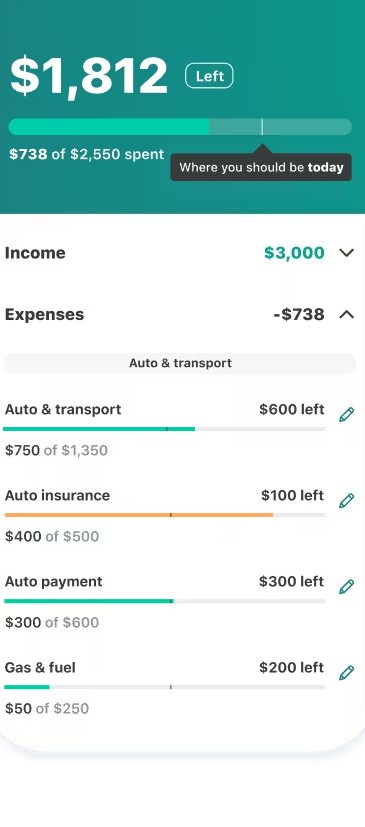 $1,812 Left
$738 of $2,550 spent
Where you should be today
Income $3,000
Expenses -$738
Auto & transport
Auto & transport $600 left
$750 of $1,350
Auto insurance $100 left
$400 of $500
Auto payment $300 left
$300 of $600
Gas & fuel $200 left
$50 of $250